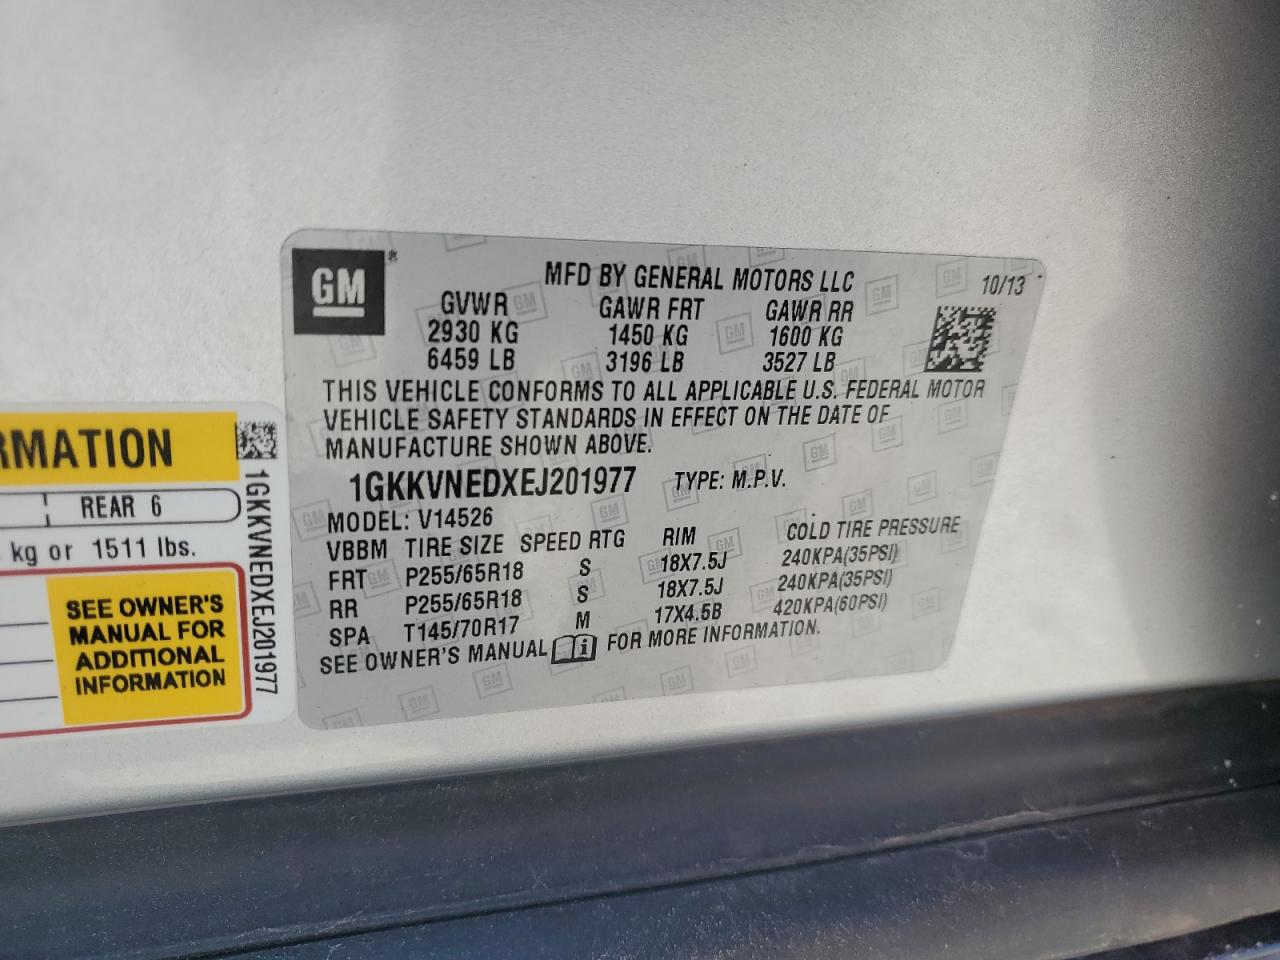 GM®
MFD BY GENERAL MOTORS LLC 10/13
GVWR GAWR FRT GAWR RR
2930 KG 1450 KG 1600 KG
6459 LB 3196 LB 3527 LB
THIS VEHICLE CONFORMS TO ALL APPLICABLE U.S. FEDERAL MOTOR
VEHICLE SAFETY STANDARDS IN EFFECT ON THE DATE OF
MANUFACTURE SHOWN ABOVE.
1GKKVNEDXEJ201977 TYPE: M.P.V.
MODEL: V14526
VBBM TIRE SIZE SPEED RTG RIM COLD TIRE PRESSURE
FRT P255/65R18 S 18X7.5J 240KPA(35PSI)
RR P255/65R18 S 18X7.5J 240KPA(35PSI)
SPA T145/70R17 M 17X4.5B 420KPA(60PSI)
SEE OWNER'S MANUAL i FOR MORE INFORMATION.
RMATION
REAR 6
kg or 1511 lbs.
SEE OWNER'S
MANUAL FOR
ADDITIONAL
INFORMATION
1GKKVNEDXEJ201977